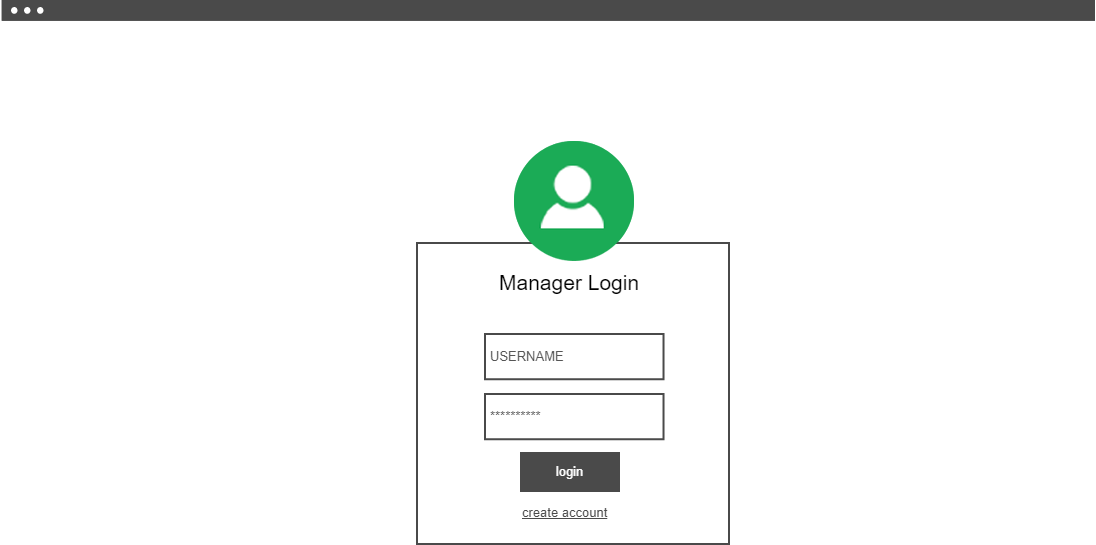 Manager Login
USERNAME
**********
login
create account